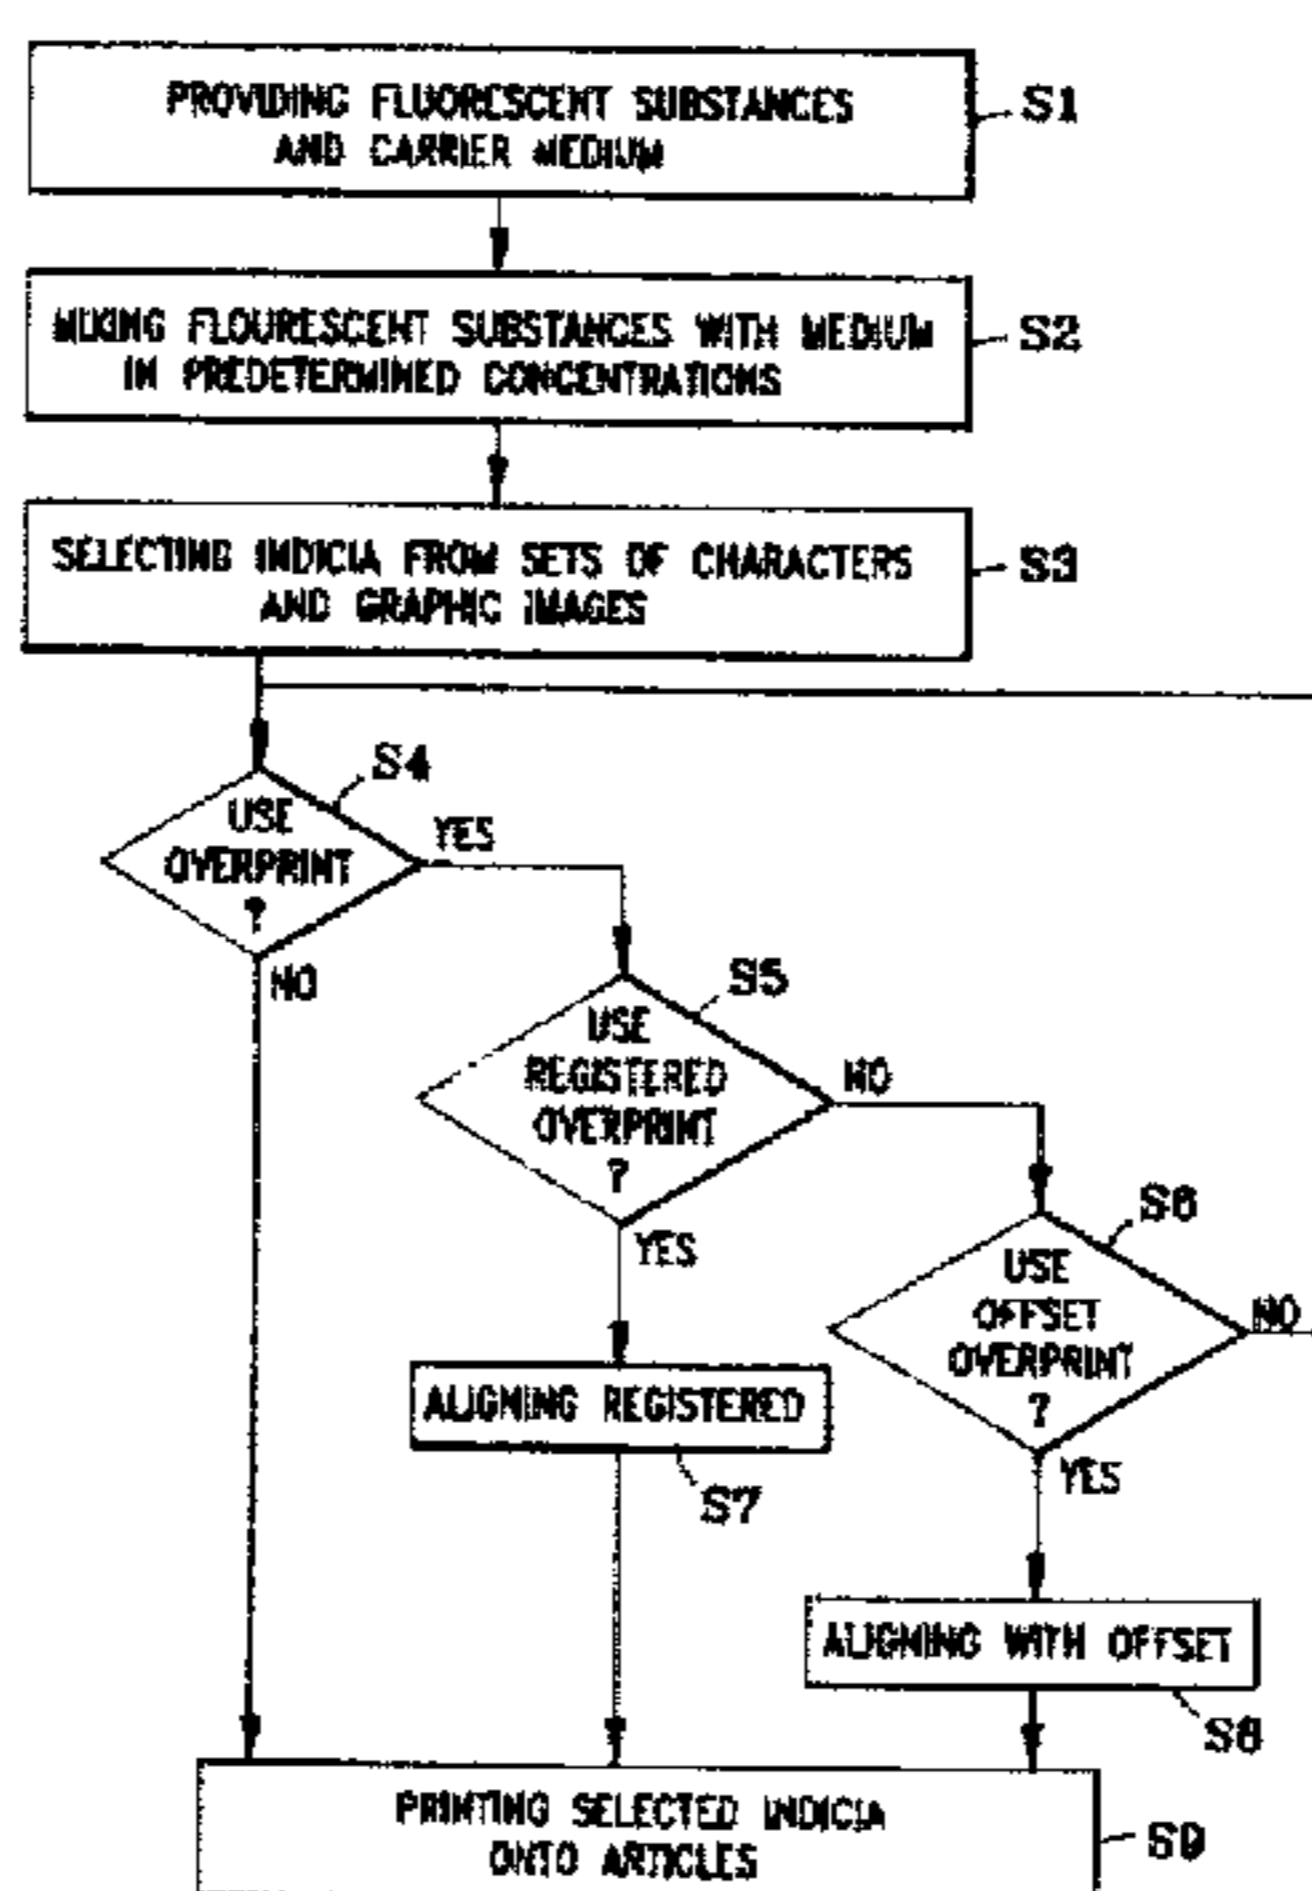 PROVIDING FLUORESCENT SUBSTANCES
AND CARRIER MEDIUM
S1
MIXING FLOURESCENT SUBSTANCES WITH MEDIUM
IN PREDETERMINED CONCENTRATIONS
S2
SELECTING INDICIA FROM SETS OF CHARACTERS
AND GRAPHIC IMAGES
S3
S4
USE
OVERPRINT
?
YES
NO
S5
USE
REGISTERED
OVERPRINT
?
NO
YES
S6
USE
OFFSET
OVERPRINT
?
NO
YES
ALIGNING REGISTERED
S7
ALIGNING WITH OFFSET
S8
PRINTING SELECTED INDICIA
ONTO ARTICLES
S9